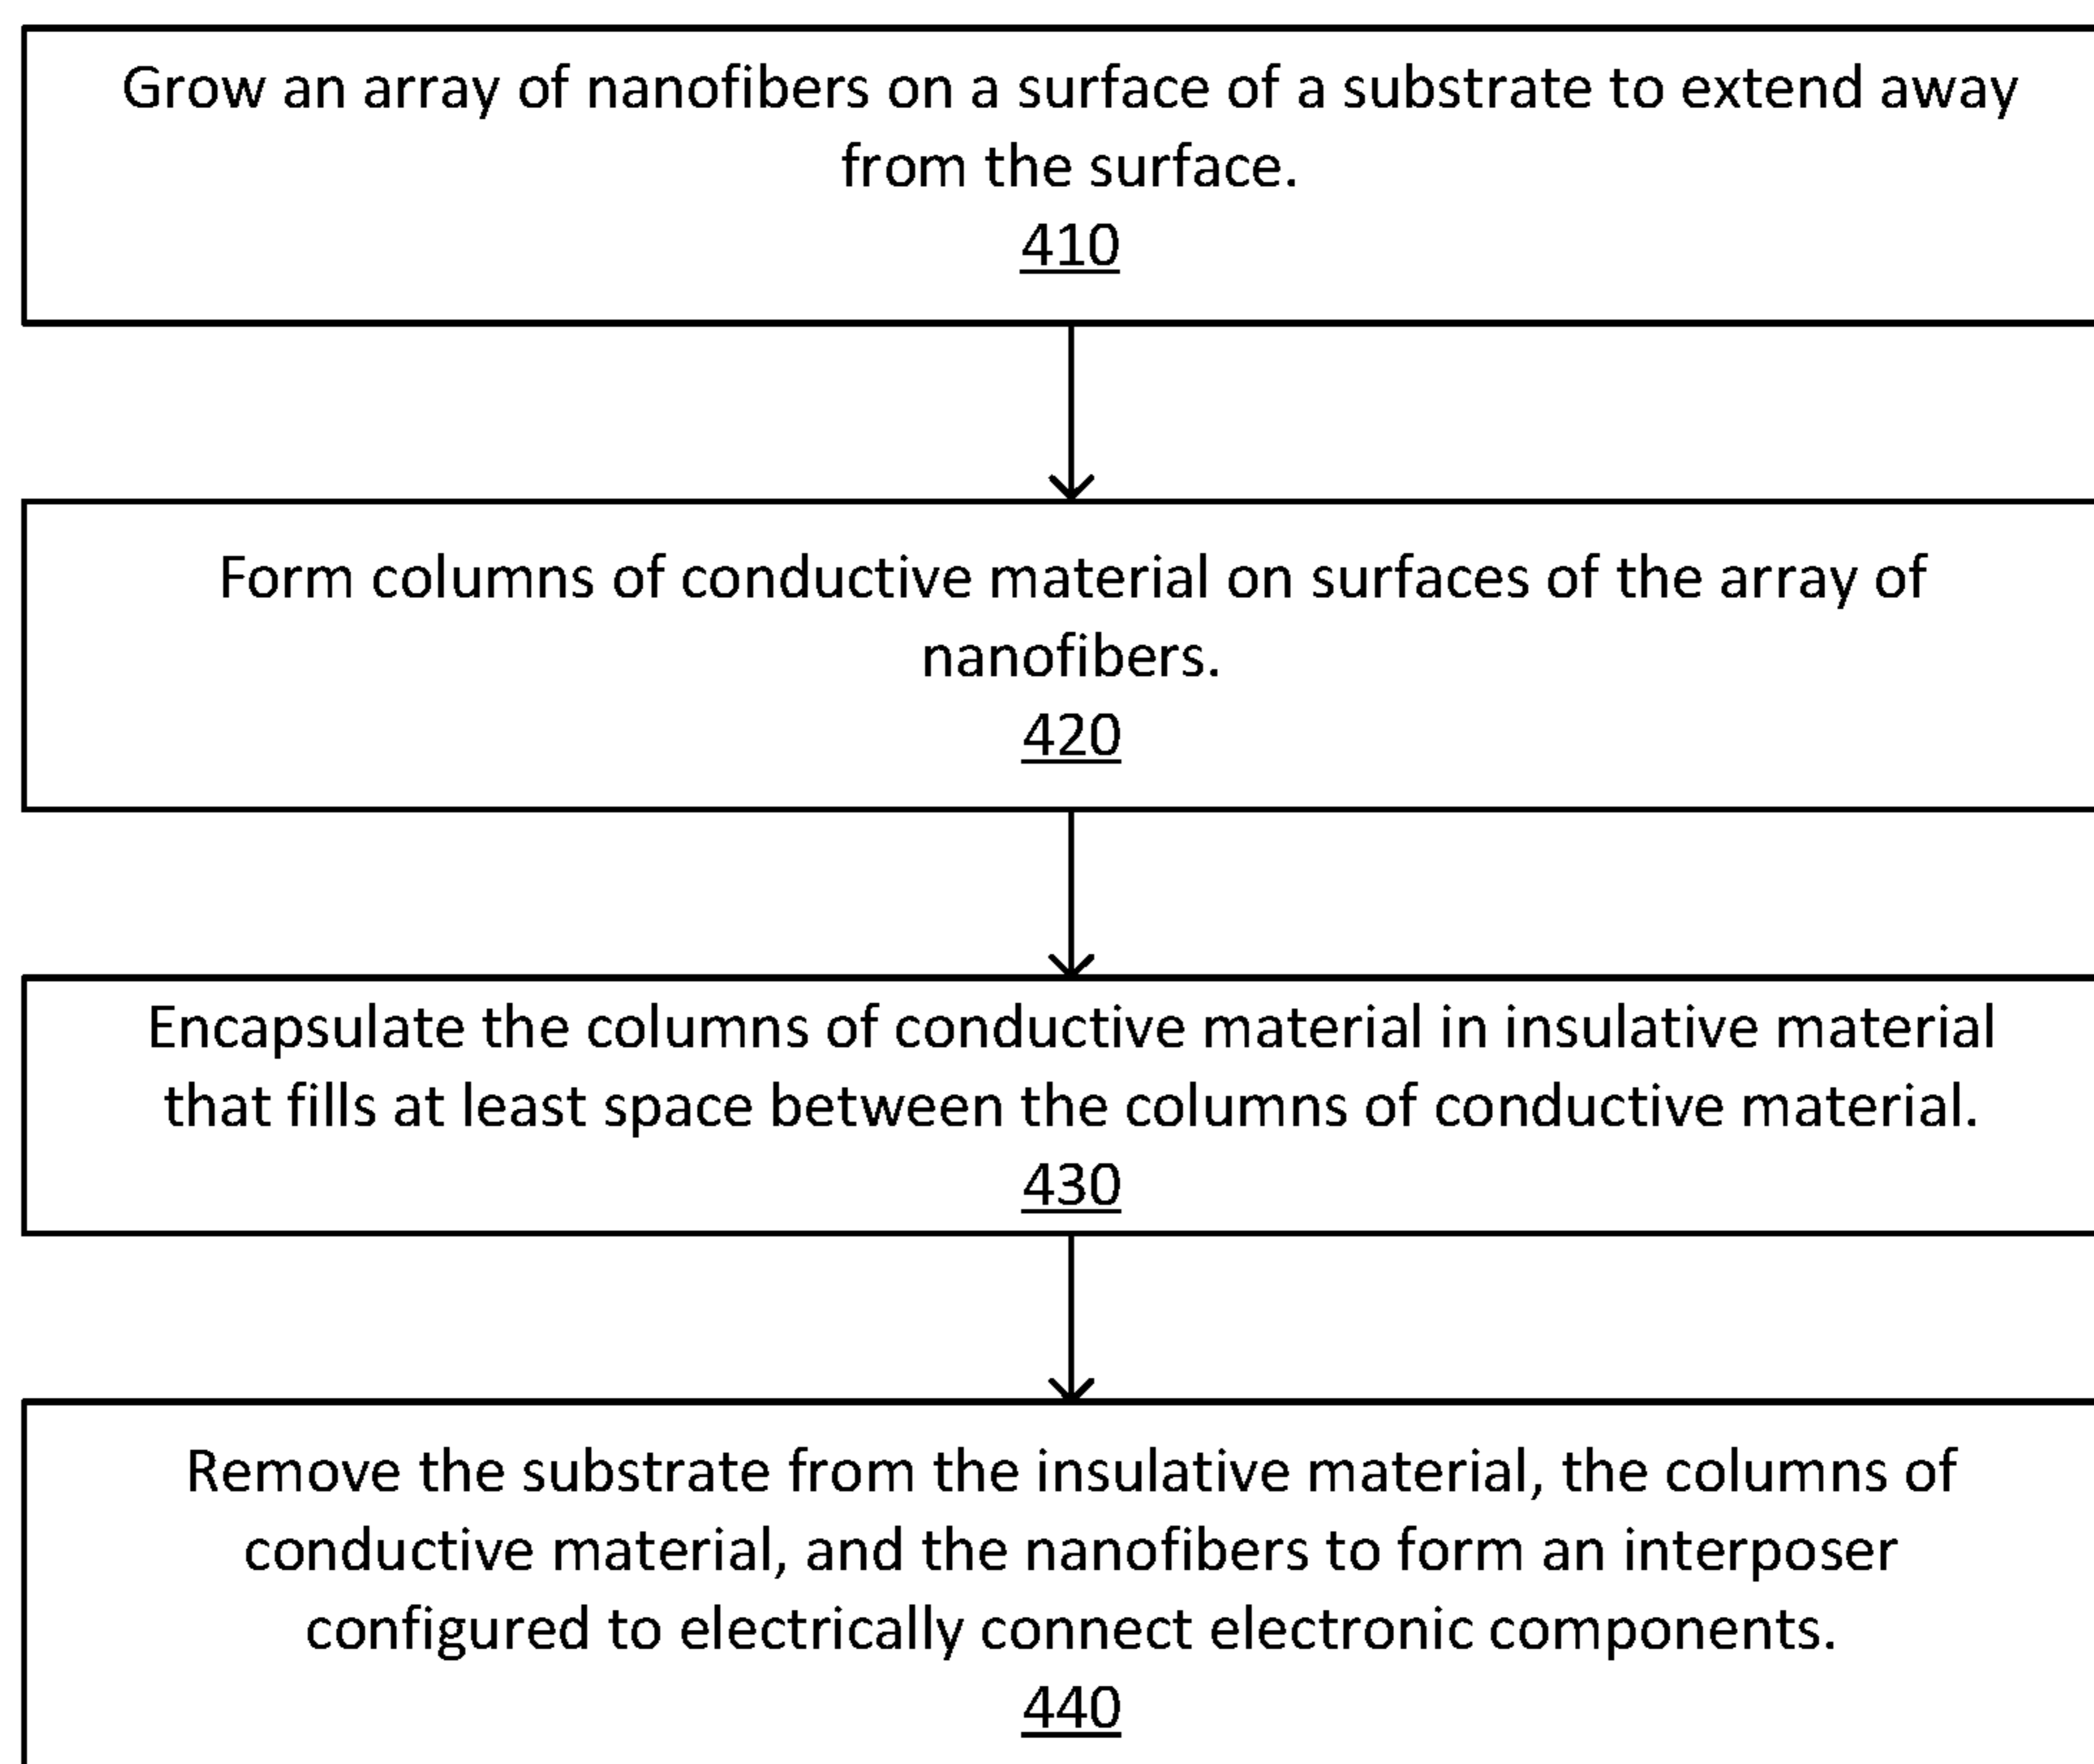 Grow an array of nanofibers on a surface of a substrate to extend away
from the surface.
410
Form columns of conductive material on surfaces of the array of
nanofibers.
420
Encapsulate the columns of conductive material in insulative material
that fills at least space between the columns of conductive material.
430
Remove the substrate from the insulative material, the columns of
conductive material, and the nanofibers to form an interposer
configured to electrically connect electronic components.
440